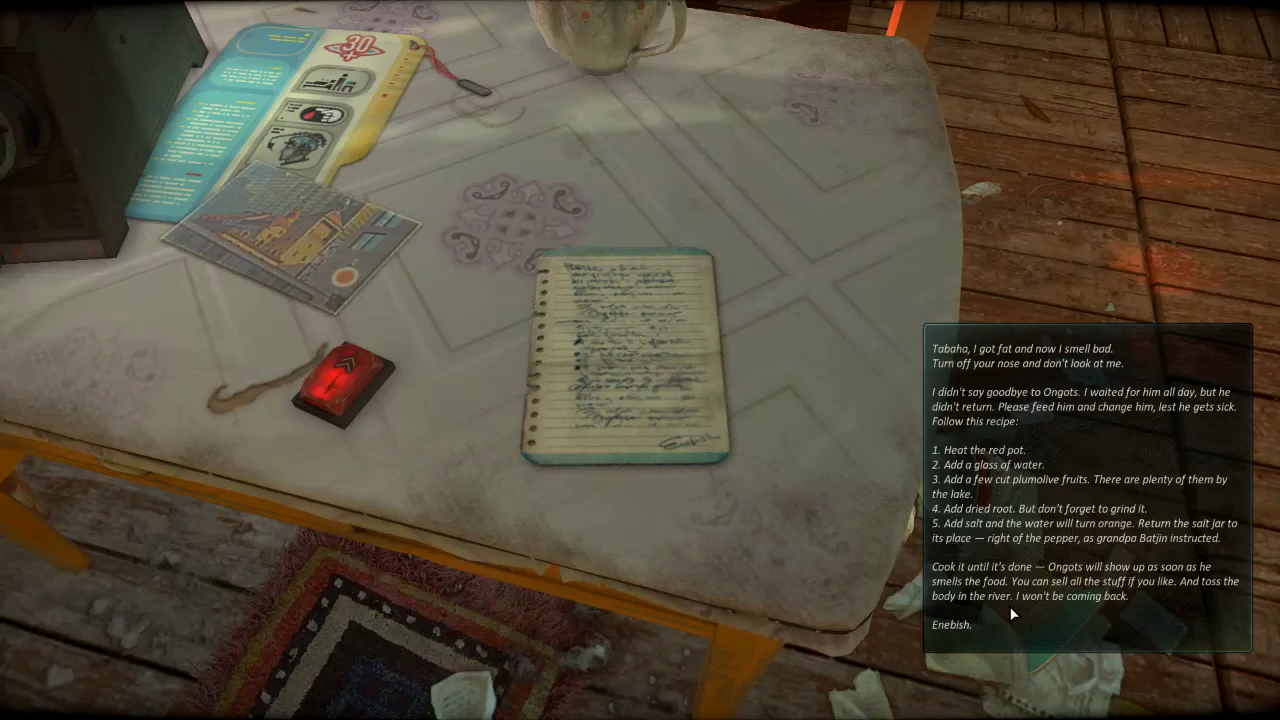 30
+
Tabaha, I got fat and now I smell bad.
Turn off your nose and don't look at me.
I didn't say goodbye to Ongots. I waited for him all day, but he
didn't return. Please feed him and change him, lest he gets sick.
Follow this recipe:
1. Heat the red pot.
2. Add a glass of water.
3. Add a few cut plumolive fruits. There are plenty of them by
the lake.
4. Add dried root. But don't forget to grind it.
5. Add salt and the water will turn orange. Return the salt jar to
its place — right of the pepper, as grandpa Batjin instructed.
Cook it until it's done — Ongots will show up as soon as he
smells the food. You can sell all the stuff if you like. And toss the
body in the river. I won't be coming back.
Enebish.
Enebish